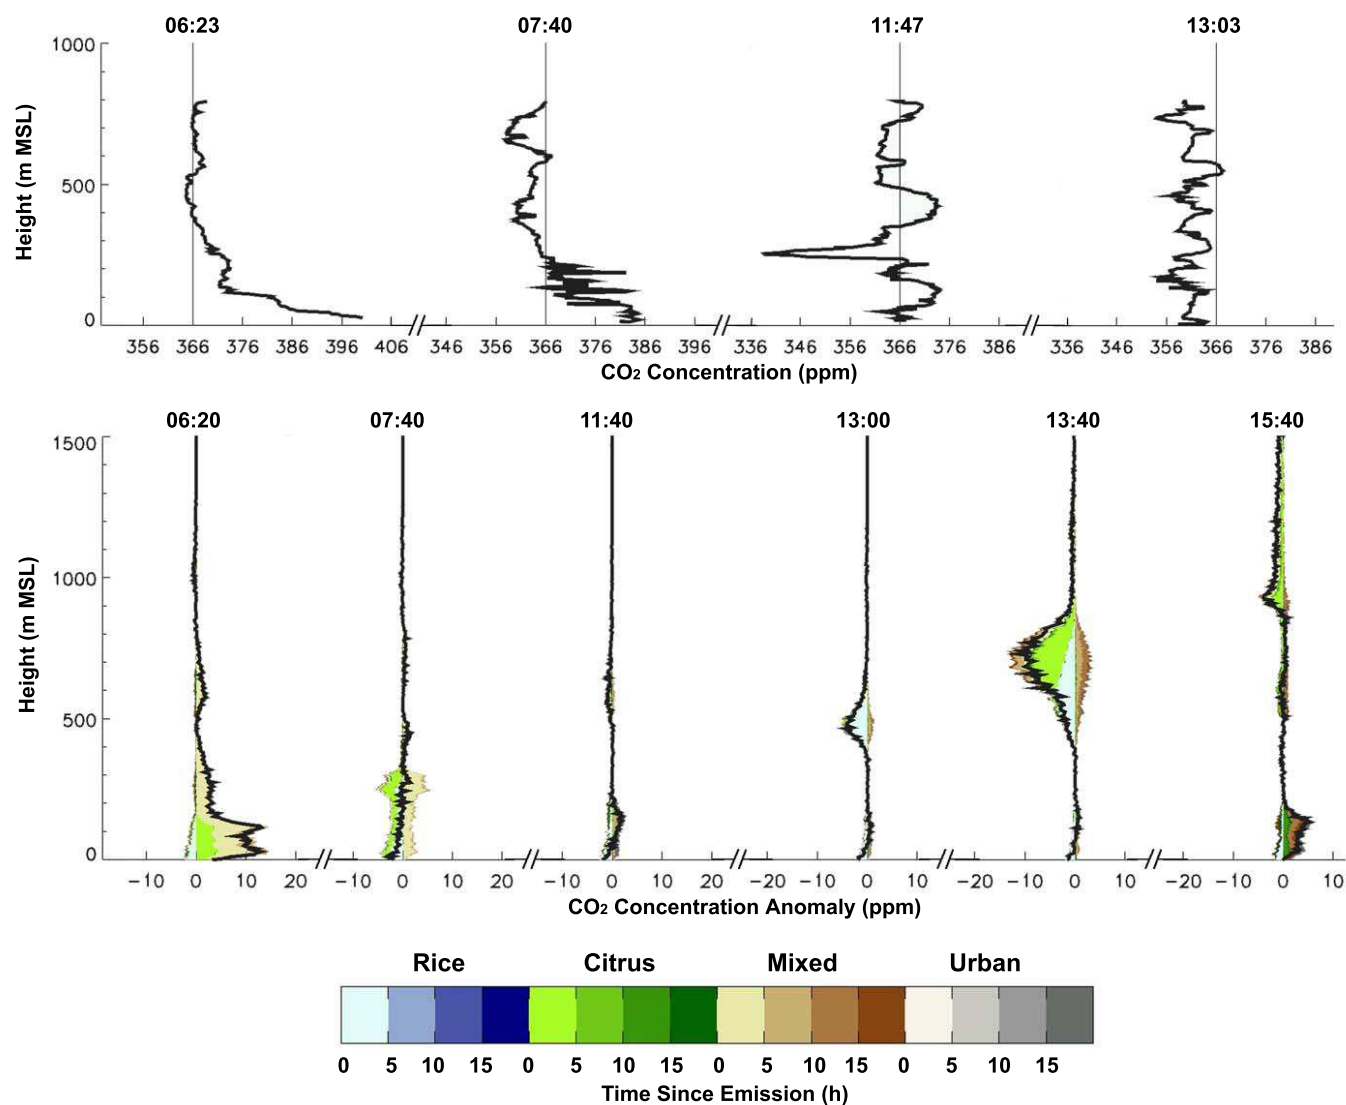 06:23 07:40 11:47 13:03
1000
500
0
Height (m MSL)
356 366 376 386 396 406 346 356 366 376 386 396 336 346 356 366 376 386 336 346 356 366 376 386
CO2 Concentration (ppm)
06:20 07:40 11:40 13:00 13:40 15:40
1500
1000
500
0
Height (m MSL)
−10 0 10 20 −10 0 10 20 −10 0 10 20 −20 −10 0 10 −20 −10 0 10 −20 −10 0 10
CO2 Concentration Anomaly (ppm)
Rice Citrus Mixed Urban
0 5 10 15 0 5 10 15 0 5 10 15 0 5 10 15
Time Since Emission (h)